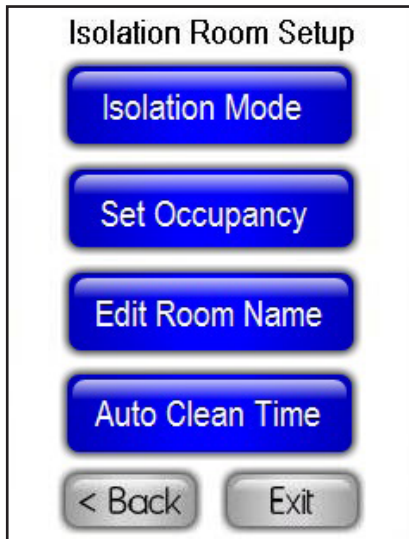 Isolation Room Setup
Isolation Mode
Set Occupancy
Edit Room Name
Auto Clean Time
< Back Exit